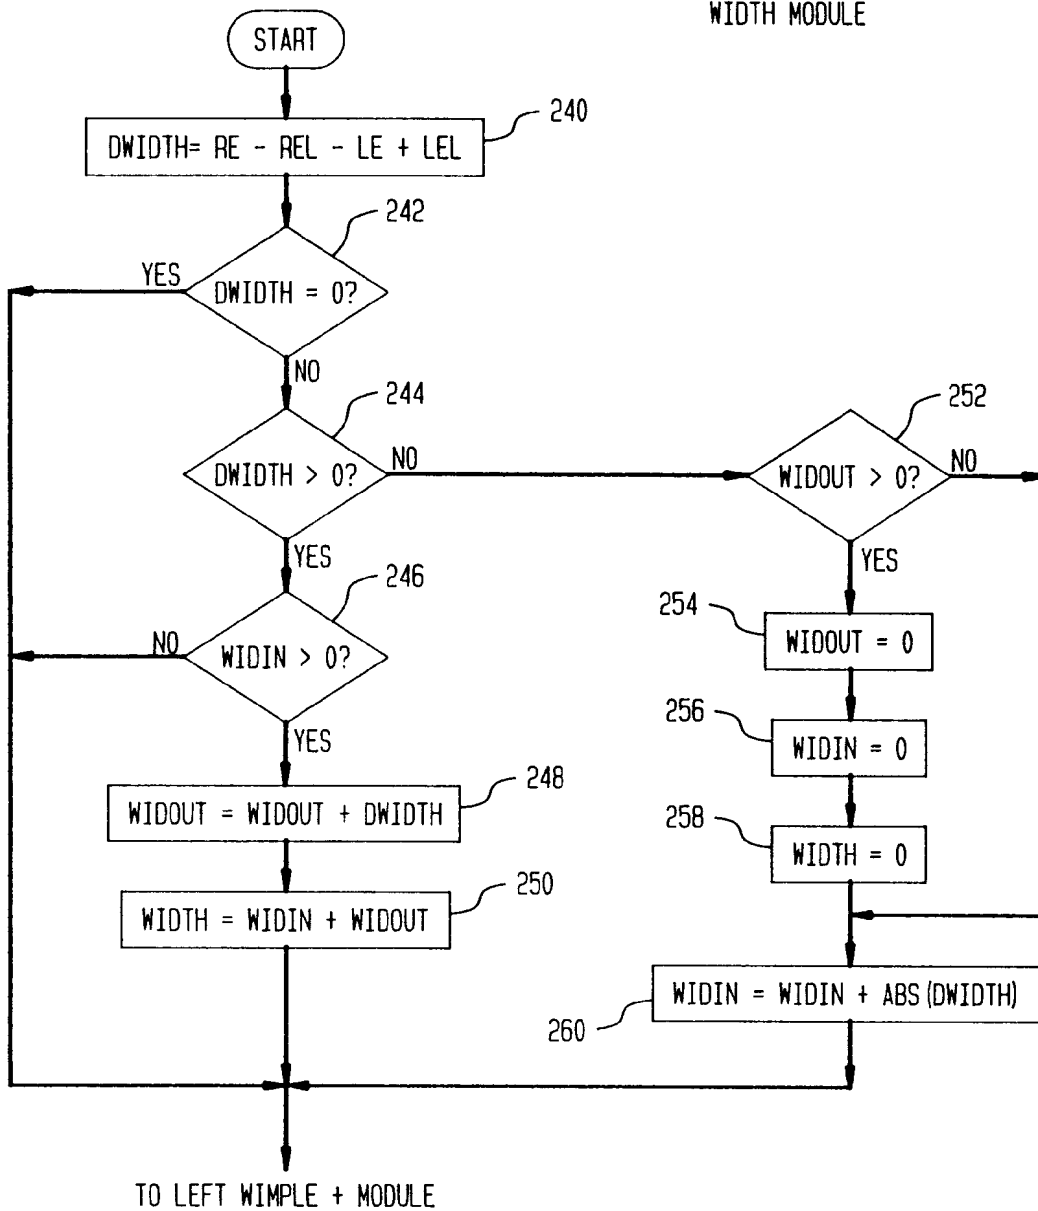 WIDTH MODULE
START
240
DWIDTH= RE - REL - LE + LEL
242
YES
DWIDTH = 0?
NO
244
DWIDTH > 0?
NO
252
WIDOUT > 0?
NO
YES
246
YES
NO
WIDIN > 0?
254
WIDOUT = 0
YES
256
WIDIN = 0
248
WIDOUT = WIDOUT + DWIDTH
258
WIDTH = 0
250
WIDTH = WIDIN + WIDOUT
WIDIN = WIDIN + ABS(DWIDTH)
260
TO LEFT WIMPLE + MODULE